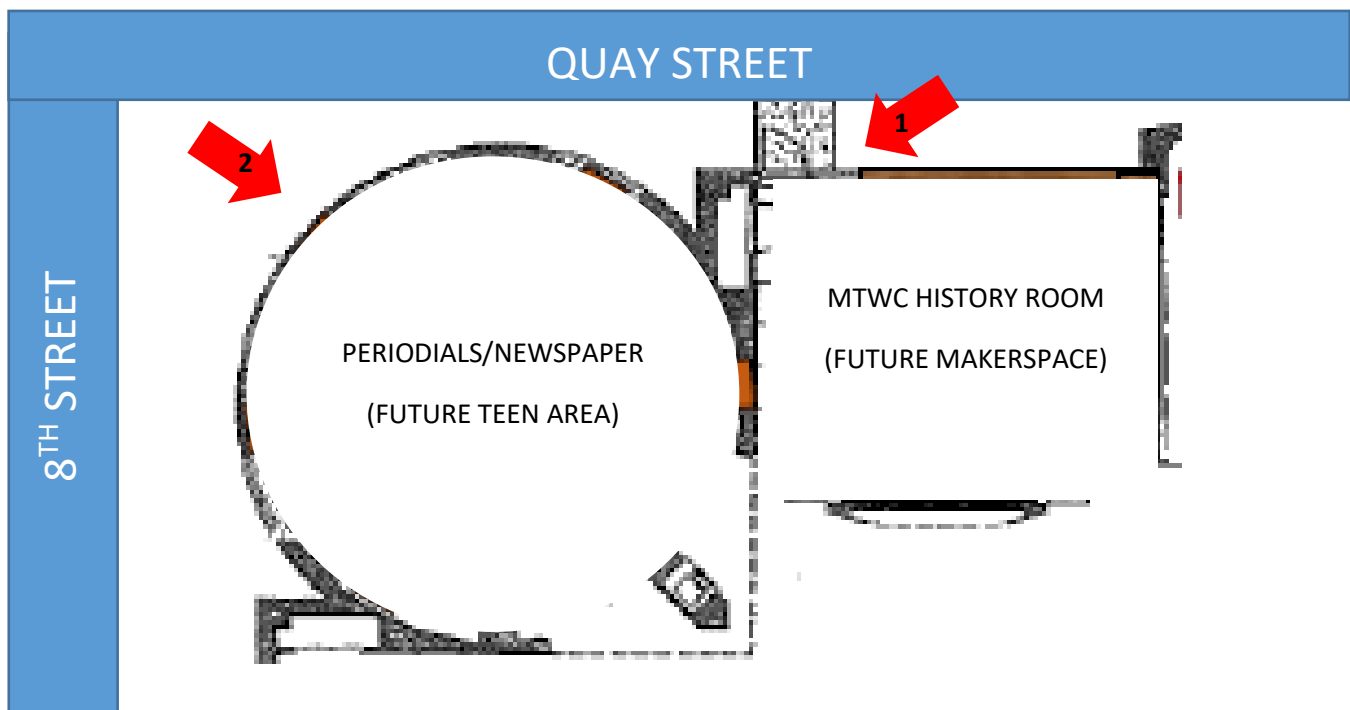 QUAY STREET
1
2
8TH STREET
MTWC HISTORY ROOM
(FUTURE MAKERSPACE)
PERIODIALS/NEWSPAPER
(FUTURE TEEN AREA)